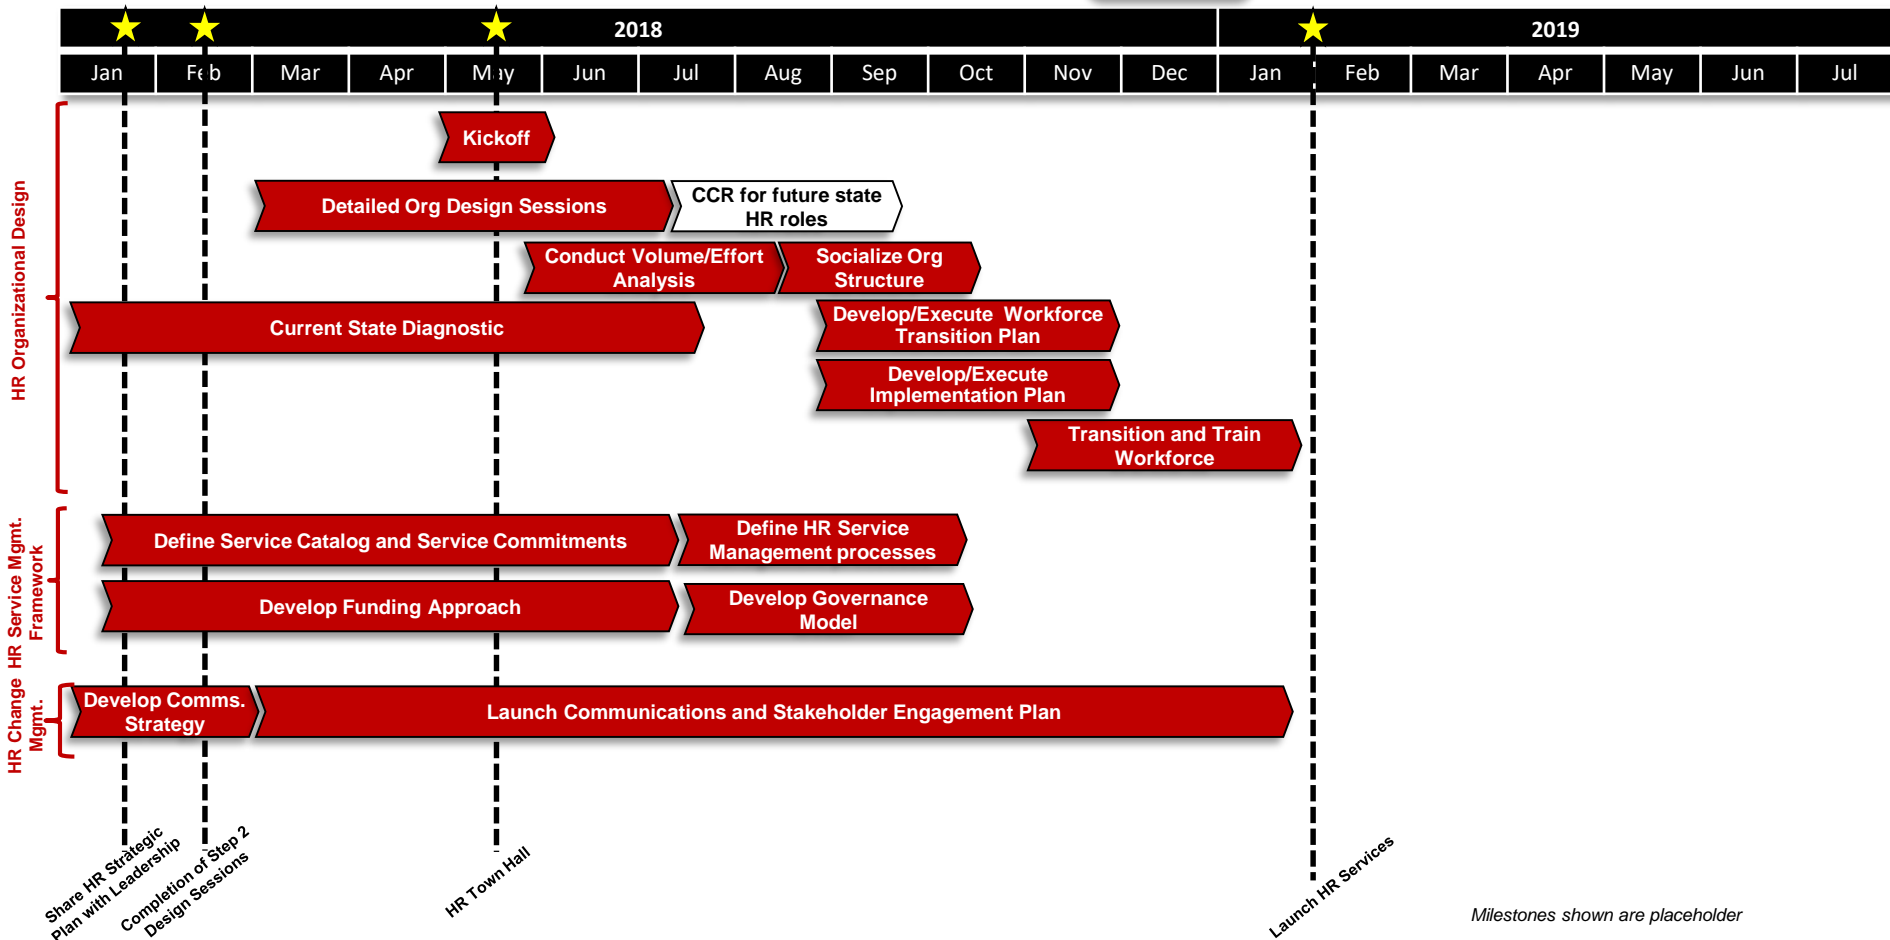 2018 2019
Jan Feb Mar Apr May Jun Jul Aug Sep Oct Nov Dec Jan Feb Mar Apr May Jun Jul
HR Organizational Design
Kickoff
Detailed Org Design Sessions
CCR for future state
HR roles
Conduct Volume/Effort
Analysis
Socialize Org
Structure
Current State Diagnostic
Develop/Execute Workforce
Transition Plan
Develop/Execute
Implementation Plan
Transition and Train
Workforce
HR Service Mgmt.
Framework
Define Service Catalog and Service Commitments
Define HR Service
Management processes
Develop Funding Approach
Develop Governance
Model
HR Change
Mgmt.
Develop Comms.
Strategy
Launch Communications and Stakeholder Engagement Plan
Share HR Strategic
Plan with Leadership
Completion of Step 2
Design Sessions
HR Town Hall
Launch HR Services
Milestones shown are placeholder